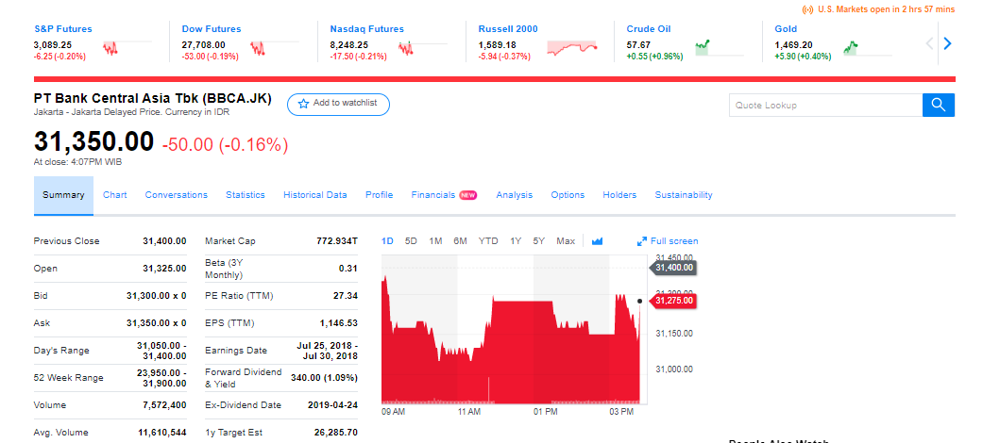 U.S. Markets open in 2 hrs 57 mins
S&P Futures
3,089.25
-6.25 (-0.20%)
Dow Futures
27,708.00
-53.00 (-0.19%)
Nasdaq Futures
8,248.25
-17.50 (-0.21%)
Russell 2000
1,589.18
-5.94 (-0.37%)
Crude Oil
57.67
+0.55 (+0.96%)
Gold
1,469.20
+5.90 (+0.40%)
PT Bank Central Asia Tbk (BBCA.JK)
Jakarta - Jakarta Delayed Price. Currency in IDR
Add to watchlist
Quote Lookup
31,350.00 -50.00 (-0.16%)
At close: 4:07PM WIB
Summary Chart Conversations Statistics Historical Data Profile Financials NEW Analysis Options Holders Sustainability
Previous Close 31,400.00
Open 31,325.00
Bid 31,300.00 x 0
Ask 31,350.00 x 0
Day's Range 31,050.00 -
31,400.00
52 Week Range 23,950.00 -
31,900.00
Volume 7,572,400
Avg. Volume 11,610,544
Market Cap 772.934T
Beta (3Y
Monthly) 0.31
PE Ratio (TTM) 27.34
EPS (TTM) 1,146.53
Earnings Date Jul 25, 2018 -
Jul 30, 2018
Forward Dividend
& Yield 340.00 (1.09%)
Ex-Dividend Date 2019-04-24
1y Target Est 26,285.70
1D 5D 1M 6M YTD 1Y 5Y Max Full screen
31,450.00
31,400.00
31,275.00
31,150.00
31,000.00
09 AM 11 AM 01 PM 03 PM
People Also Watch